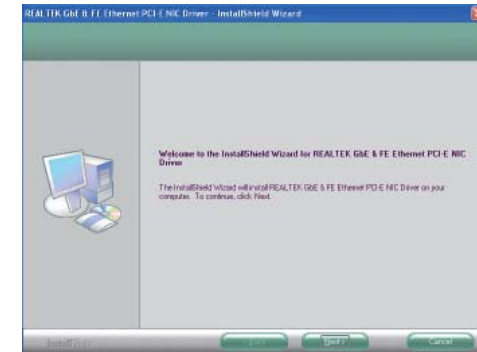 REALTEK GbE & FE Ethernet PCI-E NIC Driver - InstallShield Wizard
Welcome to the InstallShield Wizard for REALTEK GbE & FE Ethernet PCI-E NIC
Driver
The InstallShield Wizard will install REALTEK GbE & FE Ethernet PCI-E NIC Driver on your
computer. To continue, click Next.
InstallShield
Next >
Cancel